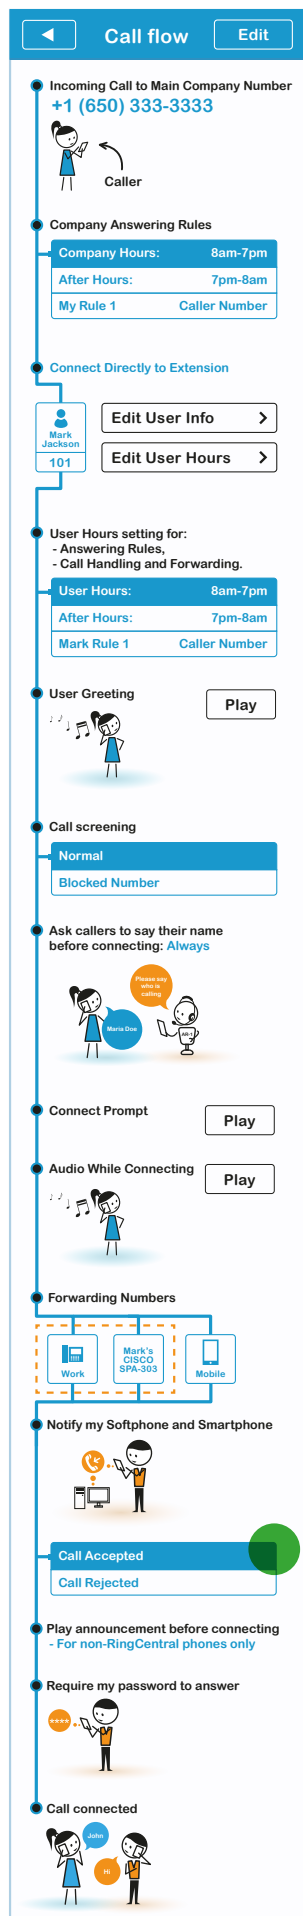 Call flow
Edit
Incoming Call to Main Company Number
+1 (650) 333-3333
Caller
Company Answering Rules
Company Hours: 8am-7pm
After Hours: 7pm-8am
My Rule 1 Caller Number
Connect Directly to Extension
Mark
Jackson
101
Edit User Info
Edit User Hours
User Hours setting for:
- Answering Rules,
- Call Handling and Forwarding.
User Hours: 8am-7pm
After Hours: 7pm-8am
Mark Rule 1 Caller Number
User Greeting
Play
Call screening
Normal
Blocked Number
Ask callers to say their name
before connecting: Always
Please say
who is
calling
Maria Doe
AR-1
Connect Prompt
Play
Audio While Connecting
Play
Forwarding Numbers
Work
Mark's
CISCO
SPA-303
Mobile
Notify my Softphone and Smartphone
Call Accepted
Call Rejected
Play announcement before connecting
- For non-RingCentral phones only
Require my password to answer
****
Call connected
John
Hi